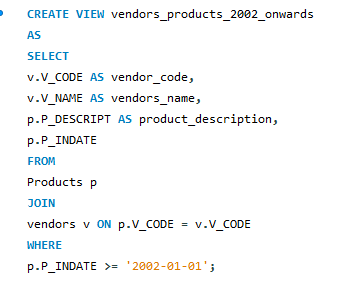 CREATE VIEW vendors_products_2002_onwards
AS
SELECT
v.V_CODE AS vendor_code,
v.V_NAME AS vendors_name,
p.P_DESCRIPT AS product_description,
p.P_INDATE
FROM
Products p
JOIN
vendors v ON p.V_CODE = v.V_CODE
WHERE
p.P_INDATE >= '2002-01-01';